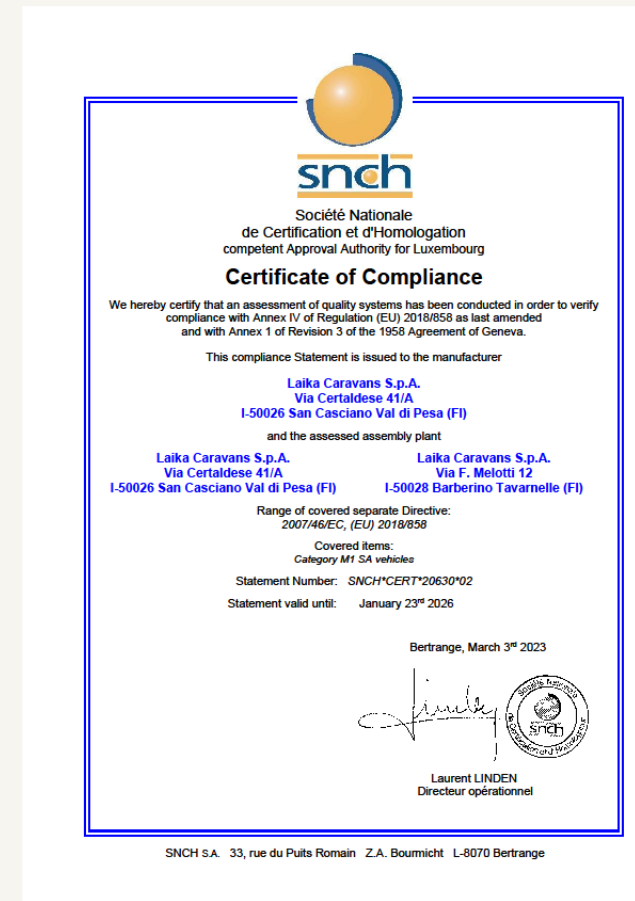 snch
Société Nationale
de Certification et d'Homologation
competent Approval Authority for Luxembourg
Certificate of Compliance
We hereby certify that an assessment of quality systems has been conducted in order to verify
compliance with Annex IV of Regulation (EU) 2018/858 as last amended
and with Annex 1 of Revision 3 of the 1958 Agreement of Geneva.
This compliance Statement is issued to the manufacturer
Laika Caravans S.p.A.
Via Certaldese 41/A
I-50026 San Casciano Val di Pesa (FI)
and the assessed assembly plant
Laika Caravans S.p.A.
Via Certaldese 41/A
I-50026 San Casciano Val di Pesa (FI)
Laika Caravans S.p.A.
Via F. Melotti 12
I-50028 Barberino Tavarnelle (FI)
Range of covered separate Directive:
2007/46/EC, (EU) 2018/858
Covered items:
Category M1 SA vehicles
Statement Number: SNCH*CERT*20630*02
Statement valid until: January 23rd 2026
Bertrange, March 3rd 2023
Linden
Société Nationale
de Certification et d'Homologation
snch
Laurent LINDEN
Directeur opérationnel
SNCH S.A. 33, rue du Puits Romain Z.A. Bourmicht L-8070 Bertrange